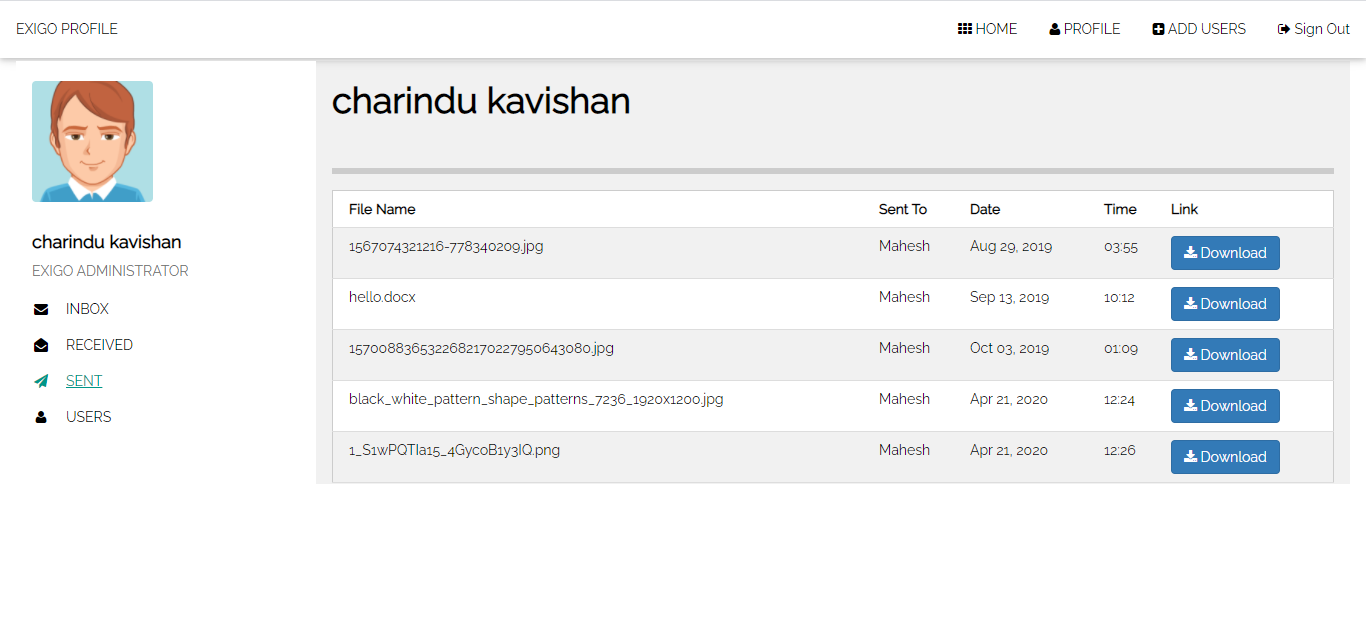 EXIGO PROFILE HOME PROFILE ADD USERS Sign Out
charindu kavishan
EXIGO ADMINISTRATOR
INBOX
RECEIVED
SENT
USERS
charindu kavishan
File Name Sent To Date Time Link
1567074321216-778340209.jpg Mahesh Aug 29, 2019 03:55 Download
hello.docx Mahesh Sep 13, 2019 10:12 Download
15700883653226821702279506430​80.jpg Mahesh Oct 03, 2019 01:09 Download
black_white_pattern_shape_patterns_7236_1920x1200.jpg Mahesh Apr 21, 2020 12:24 Download
1_S1wPQTIa15_4GycoB1y3IQ.png Mahesh Apr 21, 2020 12:26 Download